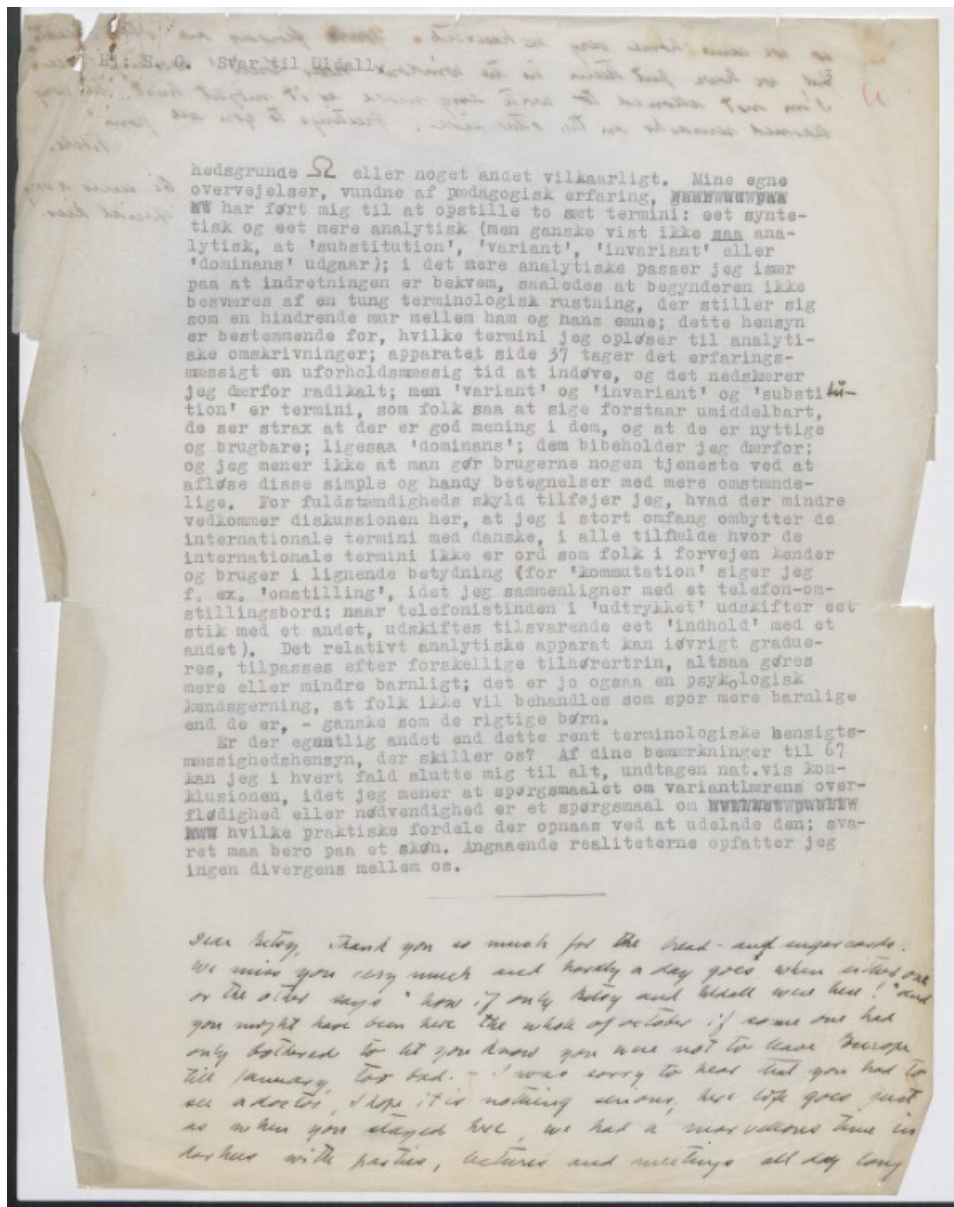 Hj: H. G. Svar til Uldall.
hedsgrunde Ω eller noget andet vilkaarligt. Mine egne
overvejelser, vundne af pædagogisk erfaring,
har ført mig til at opstille to sæt termini: eet synte-
tisk og eet mere analytisk (men ganske vist ikke saa ana-
lytisk, at 'substitution', 'variant', 'invariant' eller
'dominans' udgaar); i det mere analytiske passer jeg især
paa at indretningen er bekvem, saaledes at begynderen ikke
besværes af en tung terminologisk rustning, der stiller sig
som en hindrende mur mellem ham og hans emne; dette hensyn
er bestemmende for, hvilke termini jeg opløser til analyti-
ske omskrivninger; apparatet side 37 tager det erfarings-
mæssigt en uforholdsmæssig tid at indøve, og det nedskærer
jeg dærfor radikalt; men 'variant' og 'invariant' og 'substitu-
tion' er termini, som folk saa at sige forstaar umiddelbart,
de ser strax at der er god mening i dem, og at de er nyttige
og brugbare; ligesaa 'dominans'; dem bibeholder jeg dærfor;
og jeg mener ikke at man gør brugerne nogen tjeneste ved at
afløse disse simple og handy betegnelser med mere omstænde-
lige. For fuldstændigheds skyld tilføjer jeg, hvad der mindre
vedkommer diskussionen her, at jeg i stort omfang ombytter de
internationale termini med danske, i alle tilfælde hvor de
internationale termini ikke er ord som folk i forvejen kender
og bruger i lignende betydning (for 'kommutation' siger jeg
f. ex. 'omstilling', idet jeg sammenligner med et telefon-om-
stillingsbord: naar telefonistinden i 'udtrykket' udskifter eet
stik med et andet, udskiftes tilsvarende eet 'indhold' med et
andet). Det relativt analytiske apparat kan iøvrigt gradue-
res, tilpasses efter forskellige tilhørertrin, altsaa gøres
mere eller mindre barnligt; det er jo ogsaa en psykologisk
kendsgerning, at folk ikke vil behandles som spor mere barnlige
end de er, - ganske som de rigtige børn.
Er der egentlig andet end dette rent terminologiske hensigts-
mæssighedshensyn, der skiller os? Af dine bemærkninger til 67
kan jeg i hvert fald slutte mig til alt, undtagen nat.vis kon-
klusionen, idet jeg mener at spørgsmaalet om variantlærens over-
flødighed eller nødvendighed er et spørgsmaal om
hvilke praktiske fordele der opnaas ved at udelade den; sva-
ret maa bero paa et skøn. Angaaende realiteterne opfatter jeg
ingen divergens mellem os.
Dear Betsy, Thank you so much for the bread- and sugarcards.
We miss you very much and hardly a day goes when either one
or the other says "now if only Betsy and Uldall were here!" and
you might have been here the whole of october if some one had
only bothered to let you know you were not to leave Europe
till January, too bad. - I was sorry to hear that you had to
see a doctor, I hope it is nothing serious, here life goes just
as when you stayed here, we had a marvellous time in
Aarhus with parties, lectures and meetings all day long